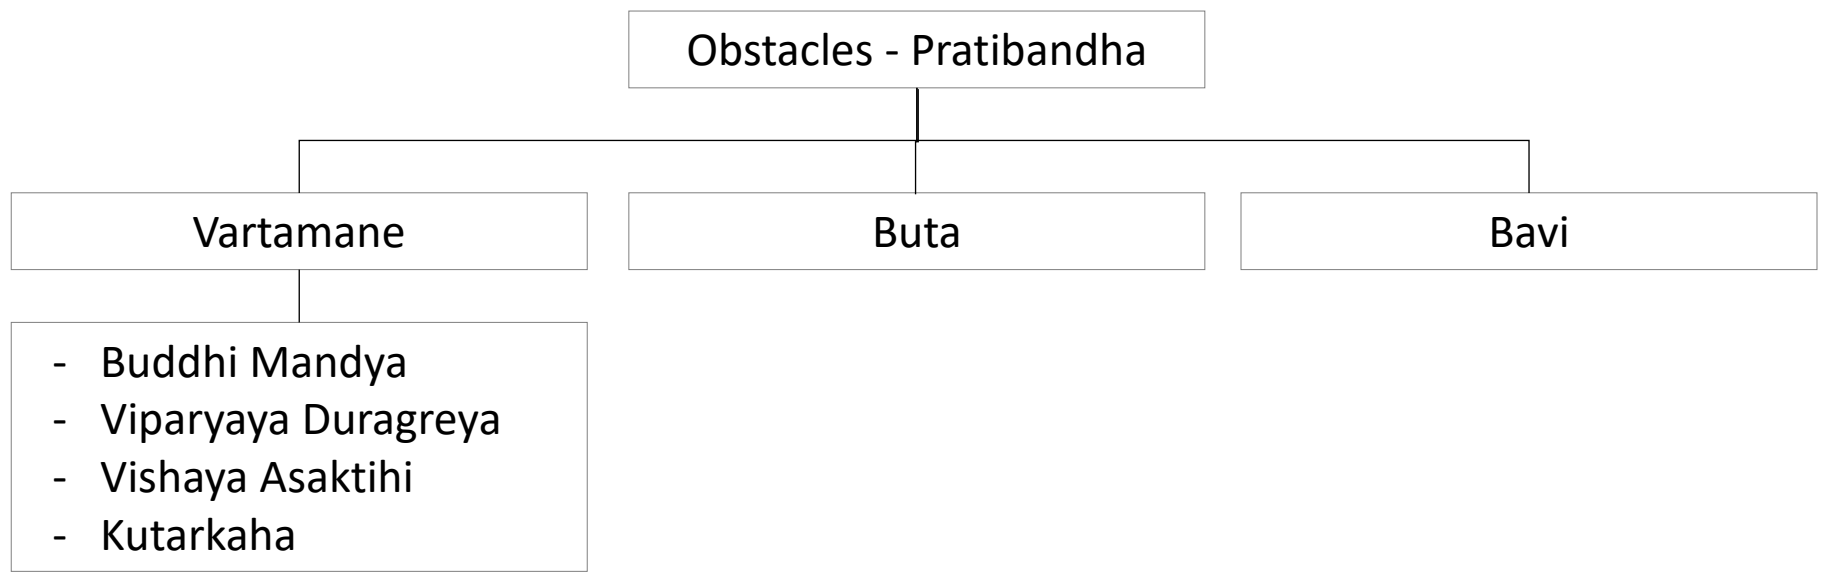 Obstacles - Pratibandha
Vartamane
Buta
Bavi
- Buddhi Mandya
- Viparyaya Duragreya
- Vishaya Asaktihi
- Kutarkaha